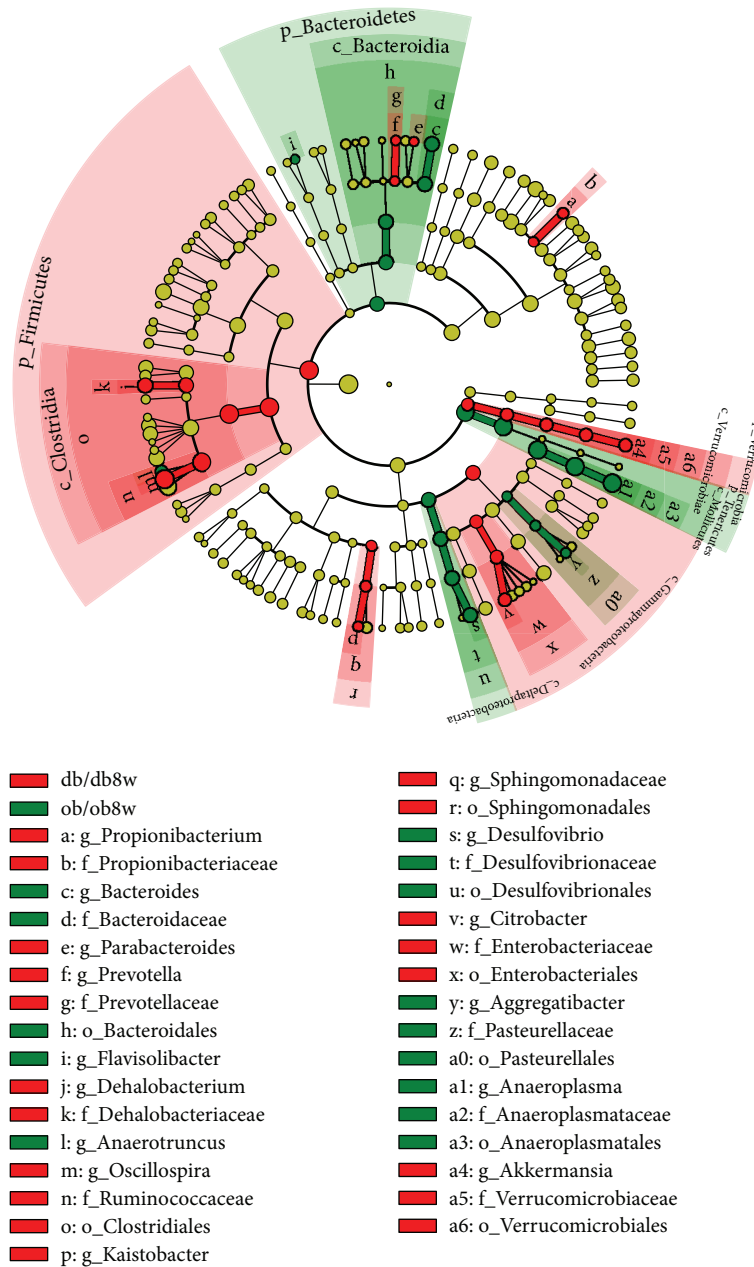 p_Bacteroidetes
c_Bacteroidia
h
g
d
f
e
c
i
b
a
p_Firmicutes
k
j
o
c_Clostridia
n
m
l
a4
a5
a6
c_Verrucomicrobiae
p_Verrucomicrobia
p_Tenericutes
c_Mollicutes
a1
a2
a3
y
z
a0
c_Gammaproteobacteria
v
w
x
s
t
u
c_Deltaproteobacteria
p
q
r
db/db8w
ob/ob8w
a: g_Propionibacterium
b: f_Propionibacteriaceae
c: g_Bacteroides
d: f_Bacteroidaceae
e: g_Parabacteroides
f: g_Prevotella
g: f_Prevotellaceae
h: o_Bacteroidales
i: g_Flavisolibacter
j: g_Dehalobacterium
k: f_Dehalobacteriaceae
l: g_Anaerotruncus
m: g_Oscillospira
n: f_Ruminococcaceae
o: o_Clostridiales
p: g_Kaistobacter
q: g_Sphingomonadaceae
r: o_Sphingomonadales
s: g_Desulfovibrio
t: f_Desulfovibrionaceae
u: o_Desulfovibrionales
v: g_Citrobacter
w: f_Enterobacteriaceae
x: o_Enterobacteriales
y: g_Aggregatibacter
z: f_Pasteurellaceae
a0: o_Pasteurellales
a1: g_Anaeroplasma
a2: f_Anaeroplasmataceae
a3: o_Anaeroplasmatales
a4: g_Akkermansia
a5: f_Verrucomicrobiaceae
a6: o_Verrucomicrobiales